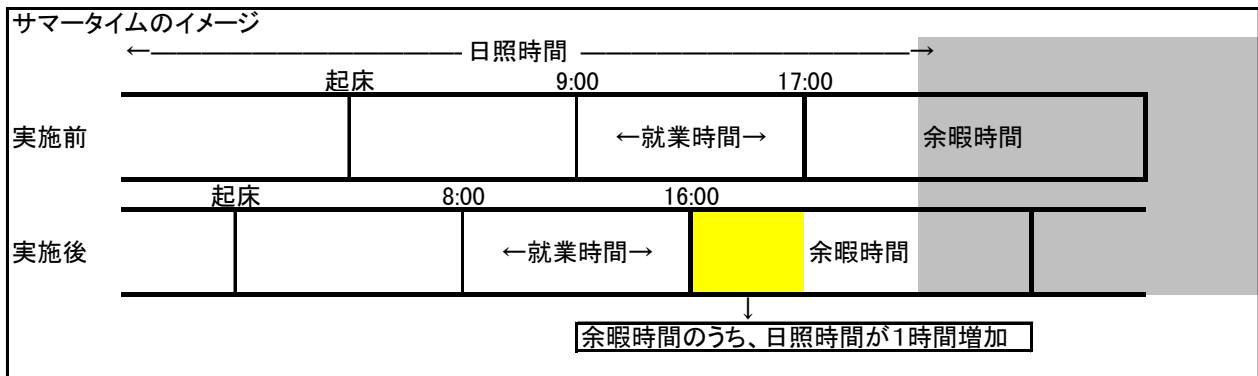 サマータイムのイメージ
←――――――――――― 日照時間 ―――――――――――→
起床 9:00 17:00
実施前 ←就業時間→ 余暇時間
起床 8:00 16:00
実施後 ←就業時間→ 余暇時間
↓
余暇時間のうち、日照時間が1時間増加